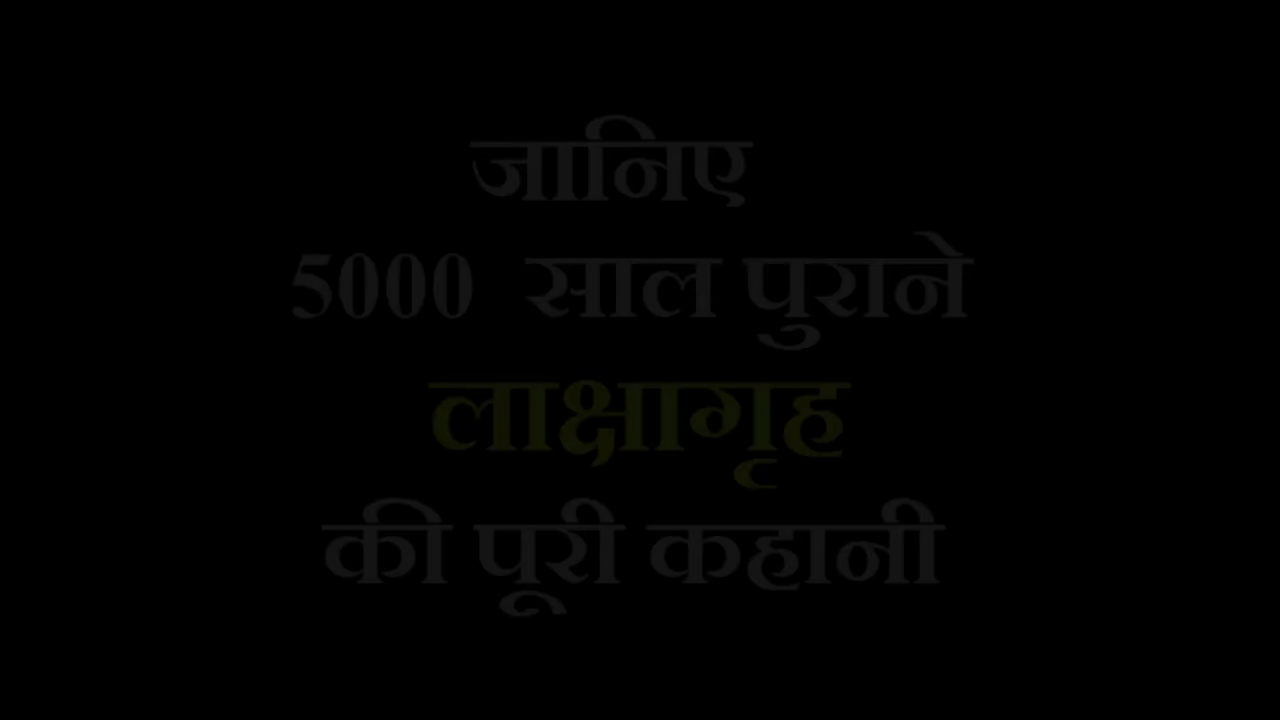 जानिए
5000 साल पुराने
लाक्षागृह
की पूरी कहानी